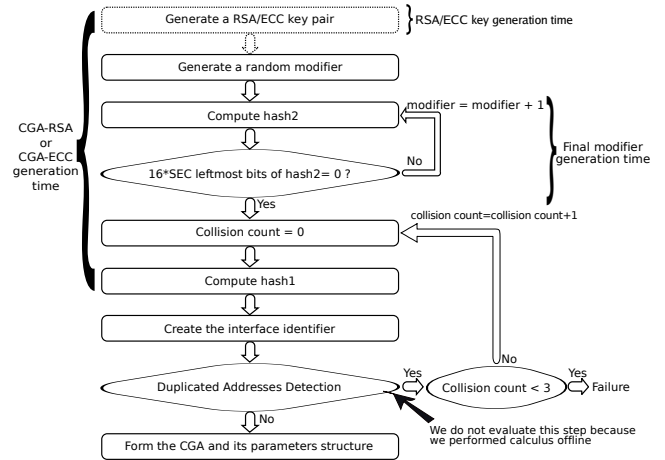 Generate a RSA/ECC key pair
RSA/ECC key generation time
Generate a random modifier
Compute hash2
modifier = modifier + 1
CGA-RSA
or
CGA-ECC
generation
time
Final modifier
generation time
16*SEC leftmost bits of hash2= 0 ?
No
Yes
Collision count = 0
collision count=collision count+1
Compute hash1
Create the interface identifier
Duplicated Addresses Detection
Yes
Collision count < 3
No
Yes
Failure
No
We do not evaluate this step because
we performed calculus offline
Form the CGA and its parameters structure